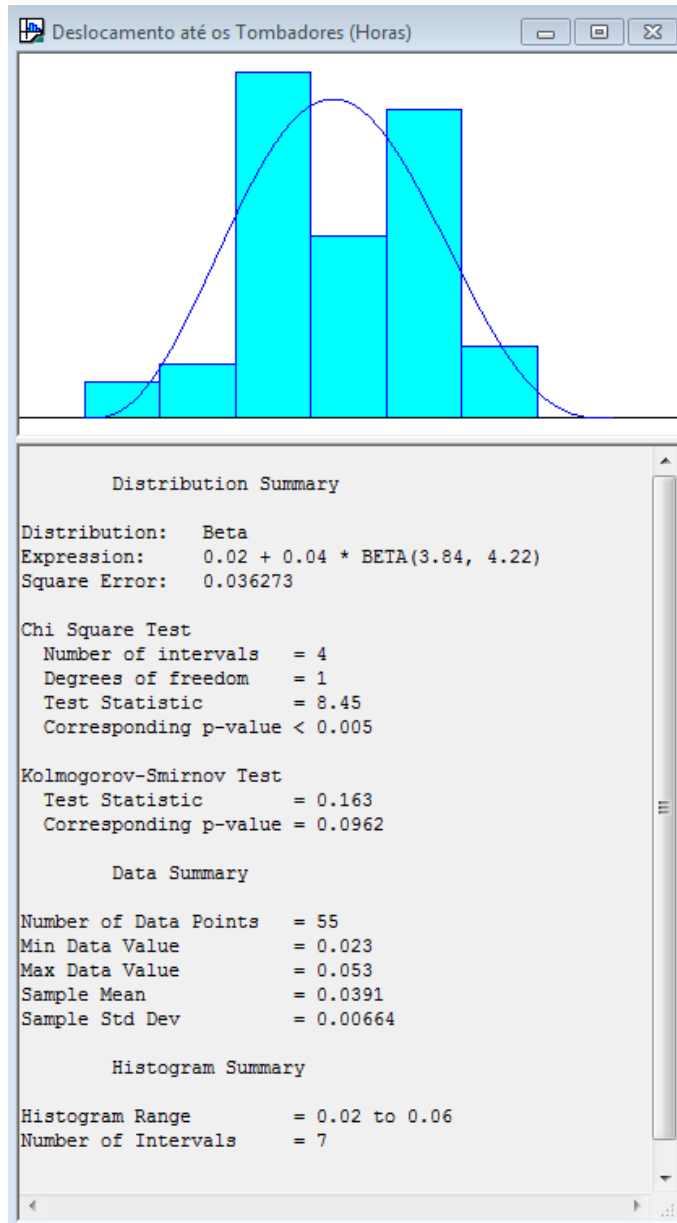 Deslocamento até os Tombadores (Horas)
Distribution Summary
Distribution: Beta
Expression: 0.02 + 0.04 * BETA(3.84, 4.22)
Square Error: 0.036273
Chi Square Test
Number of intervals = 4
Degrees of freedom = 1
Test Statistic = 8.45
Corresponding p-value < 0.005
Kolmogorov-Smirnov Test
Test Statistic = 0.163
Corresponding p-value = 0.0962
Data Summary
Number of Data Points = 55
Min Data Value = 0.023
Max Data Value = 0.053
Sample Mean = 0.0391
Sample Std Dev = 0.00664
Histogram Summary
Histogram Range = 0.02 to 0.06
Number of Intervals = 7